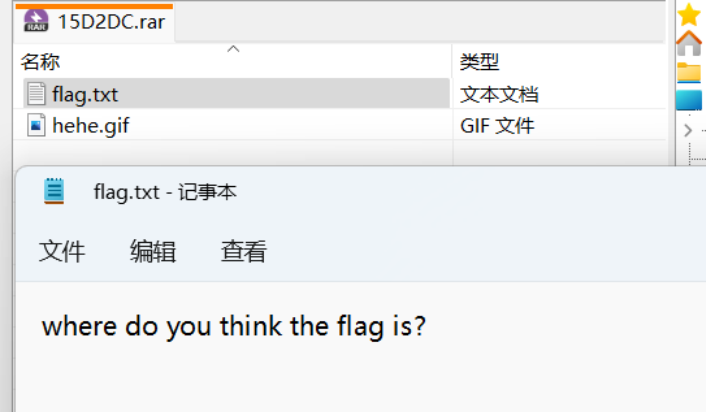 15D2DC.rar
名称 类型
flag.txt 文本文档
hehe.gif GIF 文件
flag.txt - 记事本
文件 编辑 查看
where do you think the flag is?